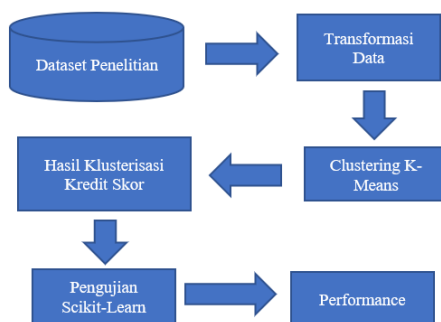 Dataset Penelitian
Transformasi
Data
Clustering K-
Means
Hasil Klusterisasi
Kredit Skor
Pengujian
Scikit-Learn
Performance